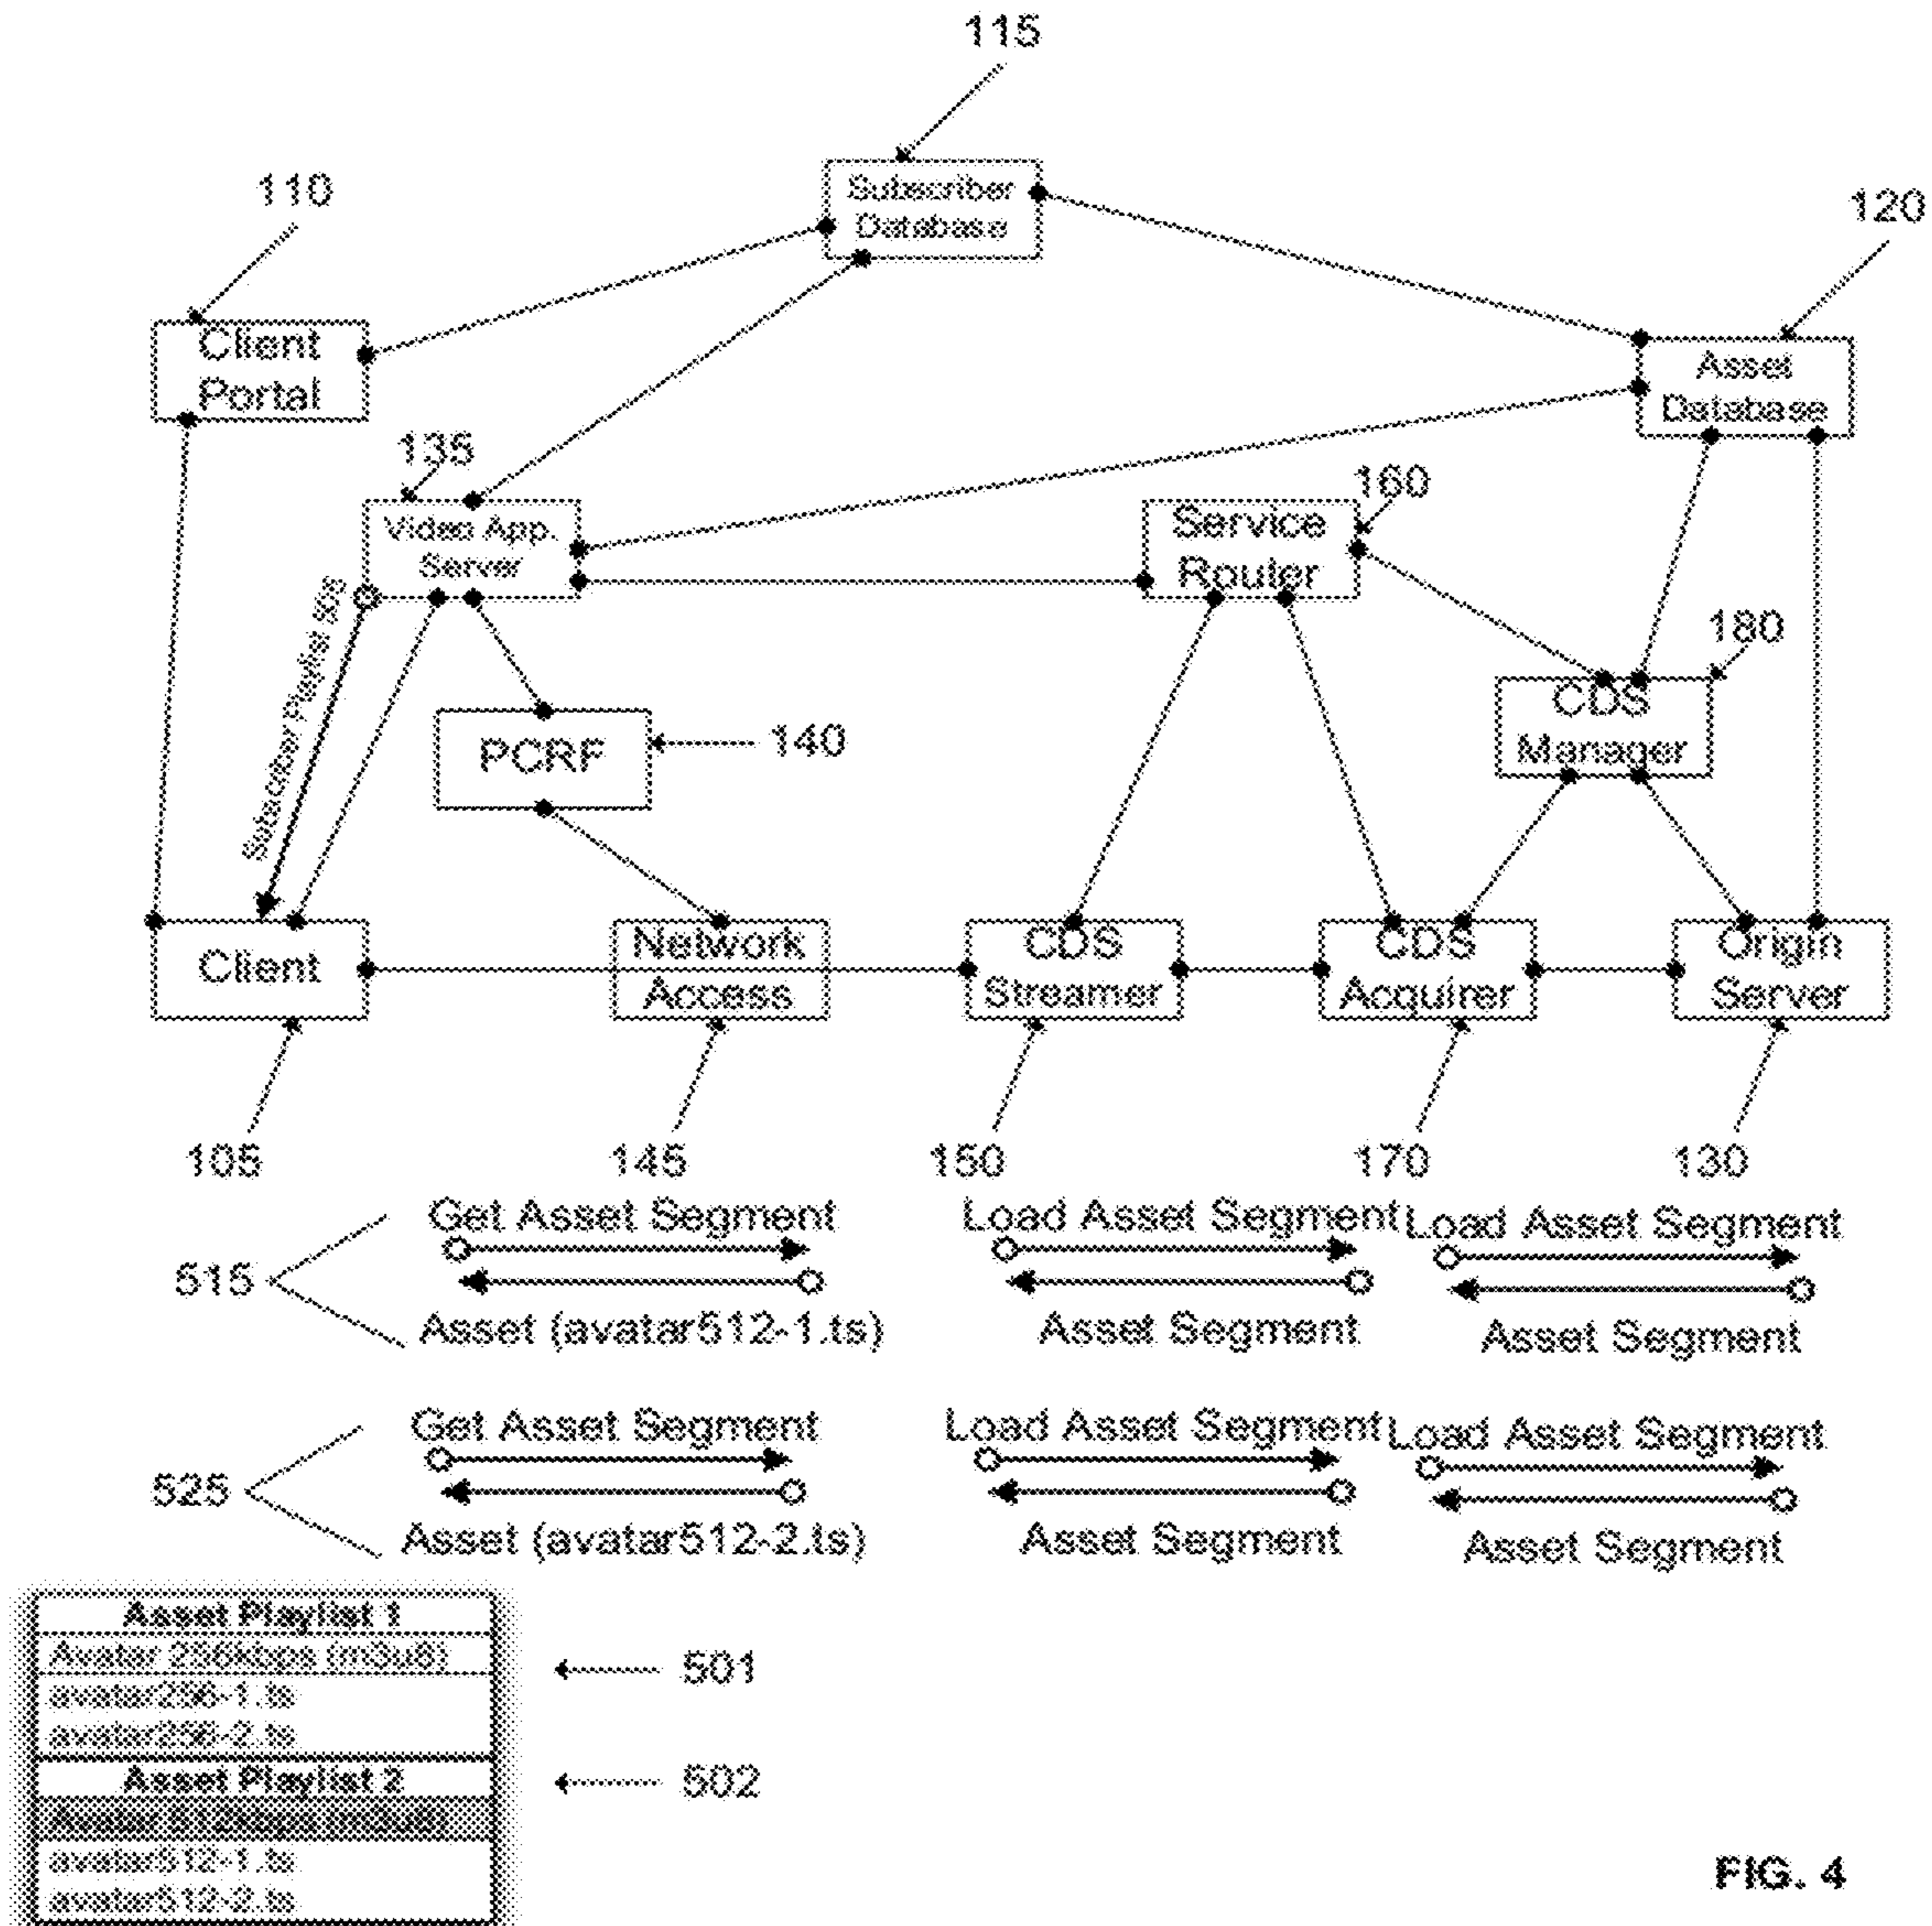 115
110
Subscriber
Database
120
Client
Portal
Asset
Database
135
160
Video App.
Server
Service
Router
180
PCRF
140
CDS
Manager
Client
Network
Access
CDS
Streamer
CDS
Acquirer
Origin
Server
105
145
150
170
130
Get Asset Segment
Load Asset Segment
Load Asset Segment
515
Asset (avatar512-1.ts)
Asset Segment
Asset Segment
Get Asset Segment
Load Asset Segment
Load Asset Segment
525
Asset (avatar512-2.ts)
Asset Segment
Asset Segment
Asset Playlist 1
Avatar 256kbps (m3u8)
501
avatar256-1.ts
avatar256-2.ts
Asset Playlist 2
502
Avatar 512kbps (m3u8)
avatar512-1.ts
avatar512-2.ts
FIG. 4